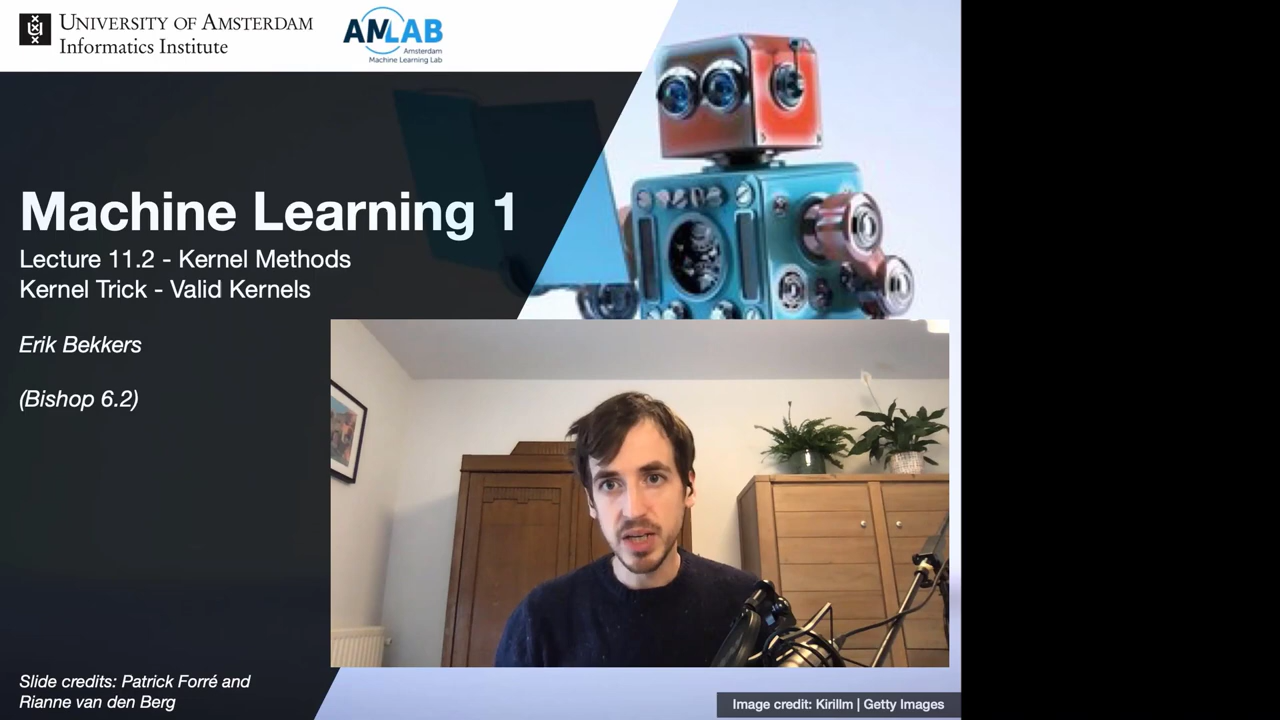 UNIVERSITY OF AMSTERDAM
Informatics Institute
AMLAB
Amsterdam
Machine Learning Lab
Machine Learning 1
Lecture 11.2 - Kernel Methods
Kernel Trick - Valid Kernels
Erik Bekkers
(Bishop 6.2)
Slide credits: Patrick Forré and
Rianne van den Berg
Image credit: Kirillm | Getty Images